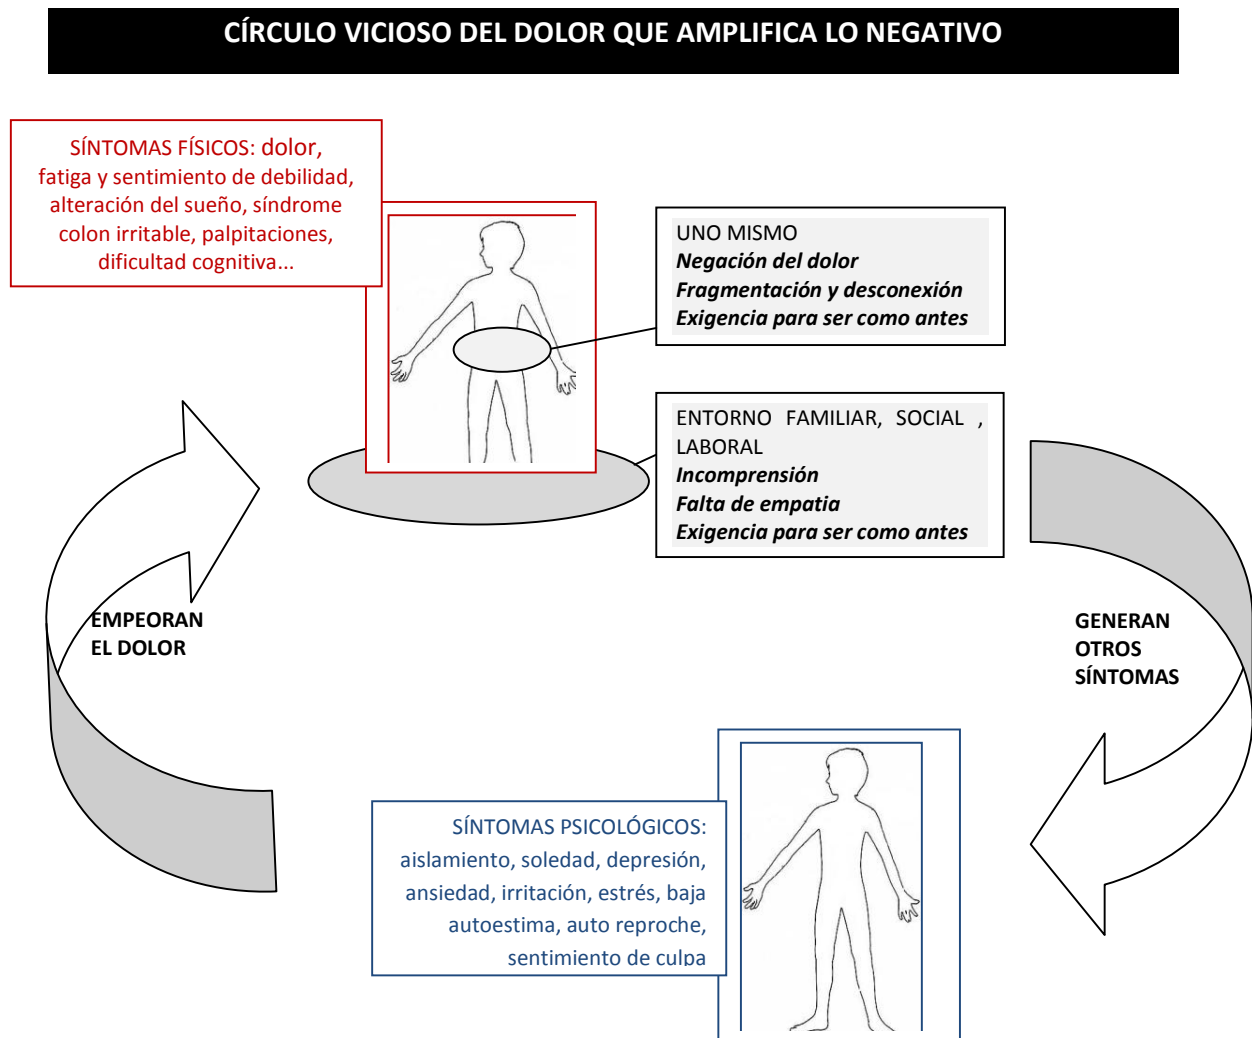 CÍRCULO VICIOSO DEL DOLOR QUE AMPLIFICA LO NEGATIVO
SÍNTOMAS FÍSICOS: dolor,
fatiga y sentimiento de debilidad,
alteración del sueño, síndrome
colon irritable, palpitaciones,
dificultad cognitiva...
UNO MISMO
Negación del dolor
Fragmentación y desconexión
Exigencia para ser como antes
ENTORNO FAMILIAR, SOCIAL ,
LABORAL
Incomprensión
Falta de empatia
Exigencia para ser como antes
EMPEORAN
EL DOLOR
GENERAN
OTROS
SÍNTOMAS
SÍNTOMAS PSICOLÓGICOS:
aislamiento, soledad, depresión,
ansiedad, irritación, estrés, baja
autoestima, auto reproche,
sentimiento de culpa